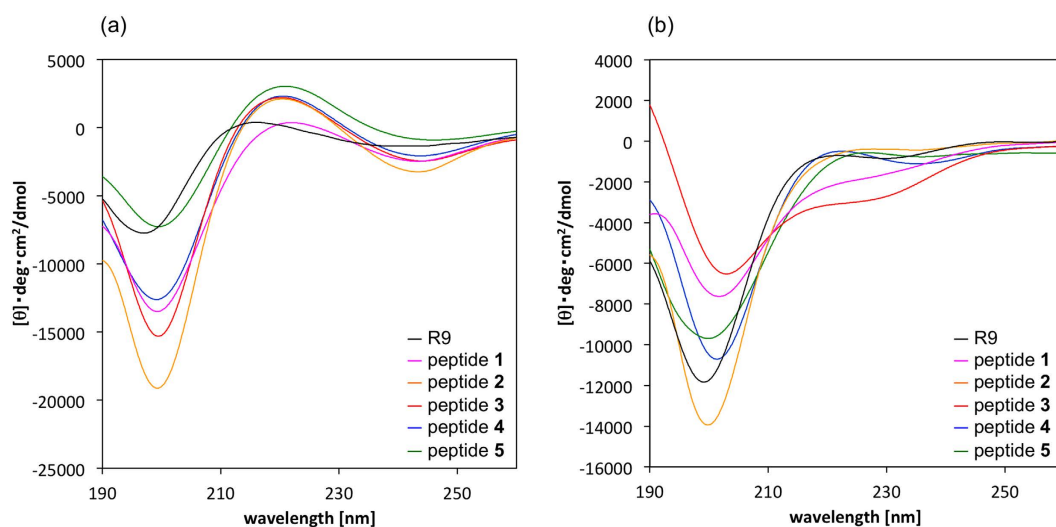 (a)
5000
0
-5000
-10000
-15000
-20000
-25000
[θ]・deg・cm²/dmol
190
210
230
250
wavelength [nm]
R9
peptide 1
peptide 2
peptide 3
peptide 4
peptide 5
(b)
4000
2000
0
-2000
-4000
-6000
-8000
-10000
-12000
-14000
-16000
[θ]・deg・cm²/dmol
190
210
230
250
wavelength [nm]
R9
peptide 1
peptide 2
peptide 3
peptide 4
peptide 5